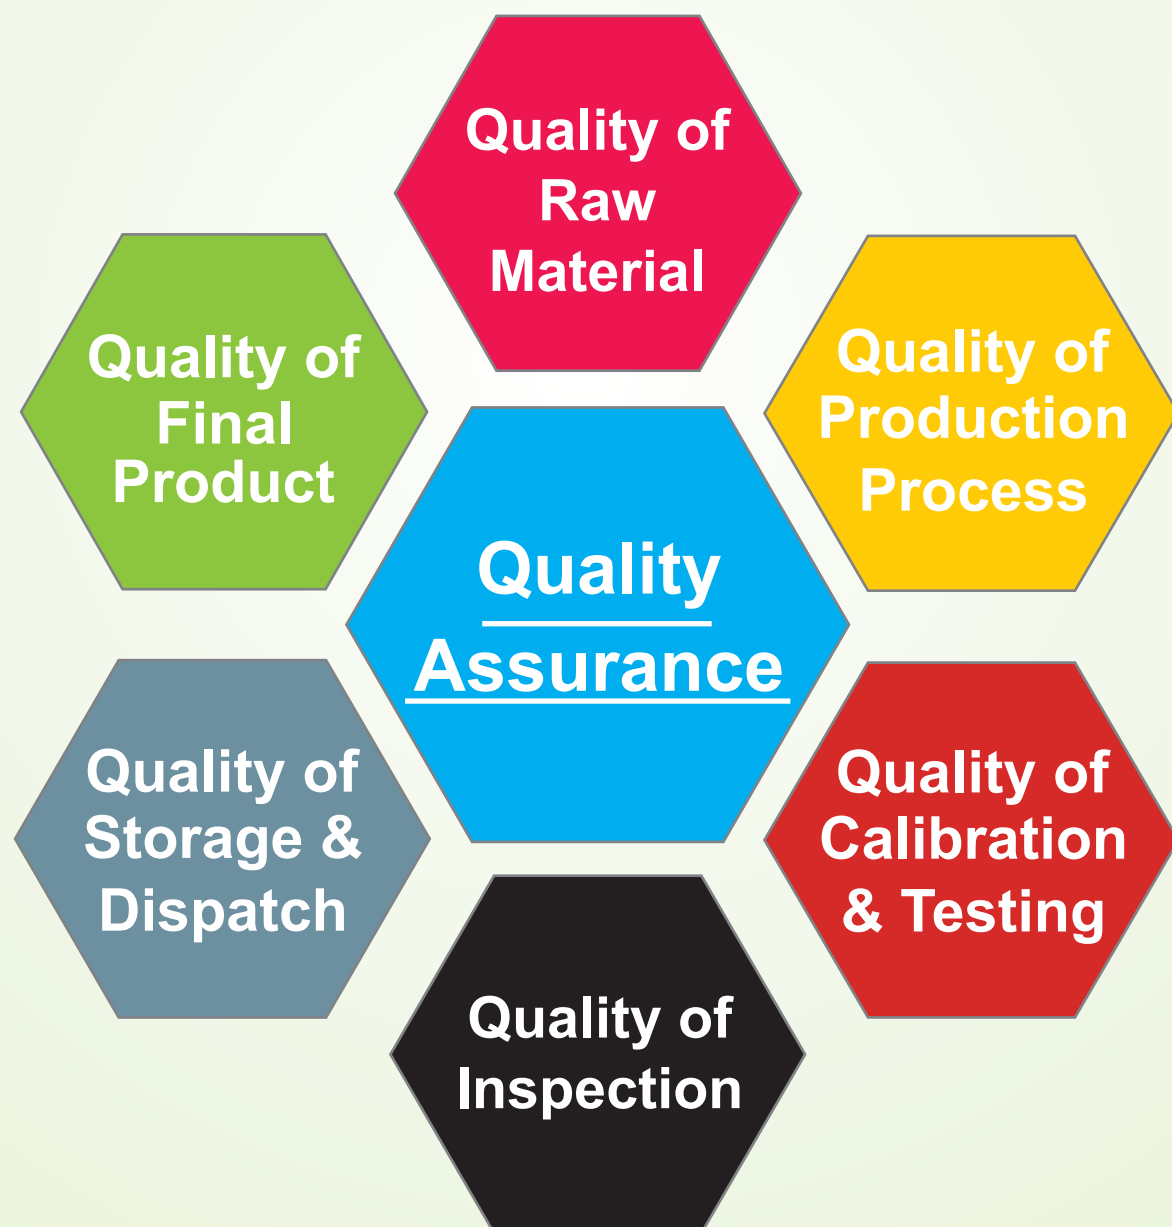 Quality of
Raw
Material
Quality of
Final
Product
Quality of
Production
Process
Quality
Assurance
Quality of
Storage &
Dispatch
Quality of
Calibration
& Testing
Quality of
Inspection